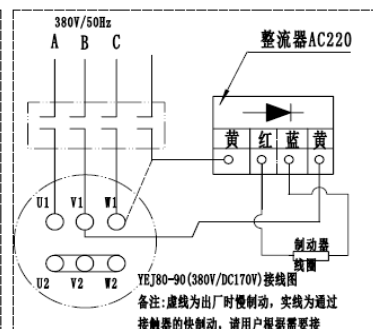 380V/50Hz
A B C
整流器AC220
黄 红 蓝 黄
U1 V1 W1
制动器
线圈
U2 V2 W2
YEJ80-90(380V/DC170V)接线图
备注:虚线为出厂时慢制动,实线为通过
接触器的快制动,请用户根据需要接